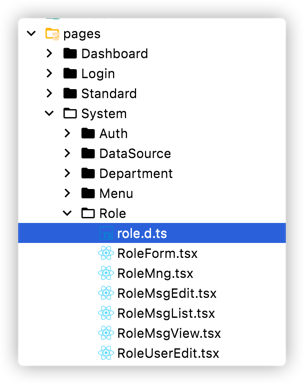 pages
Dashboard
Login
Standard
System
Auth
DataSource
Department
Menu
Role
role.d.ts
RoleForm.tsx
RoleMng.tsx
RoleMsgEdit.tsx
RoleMsgList.tsx
RoleMsgView.tsx
RoleUserEdit.tsx